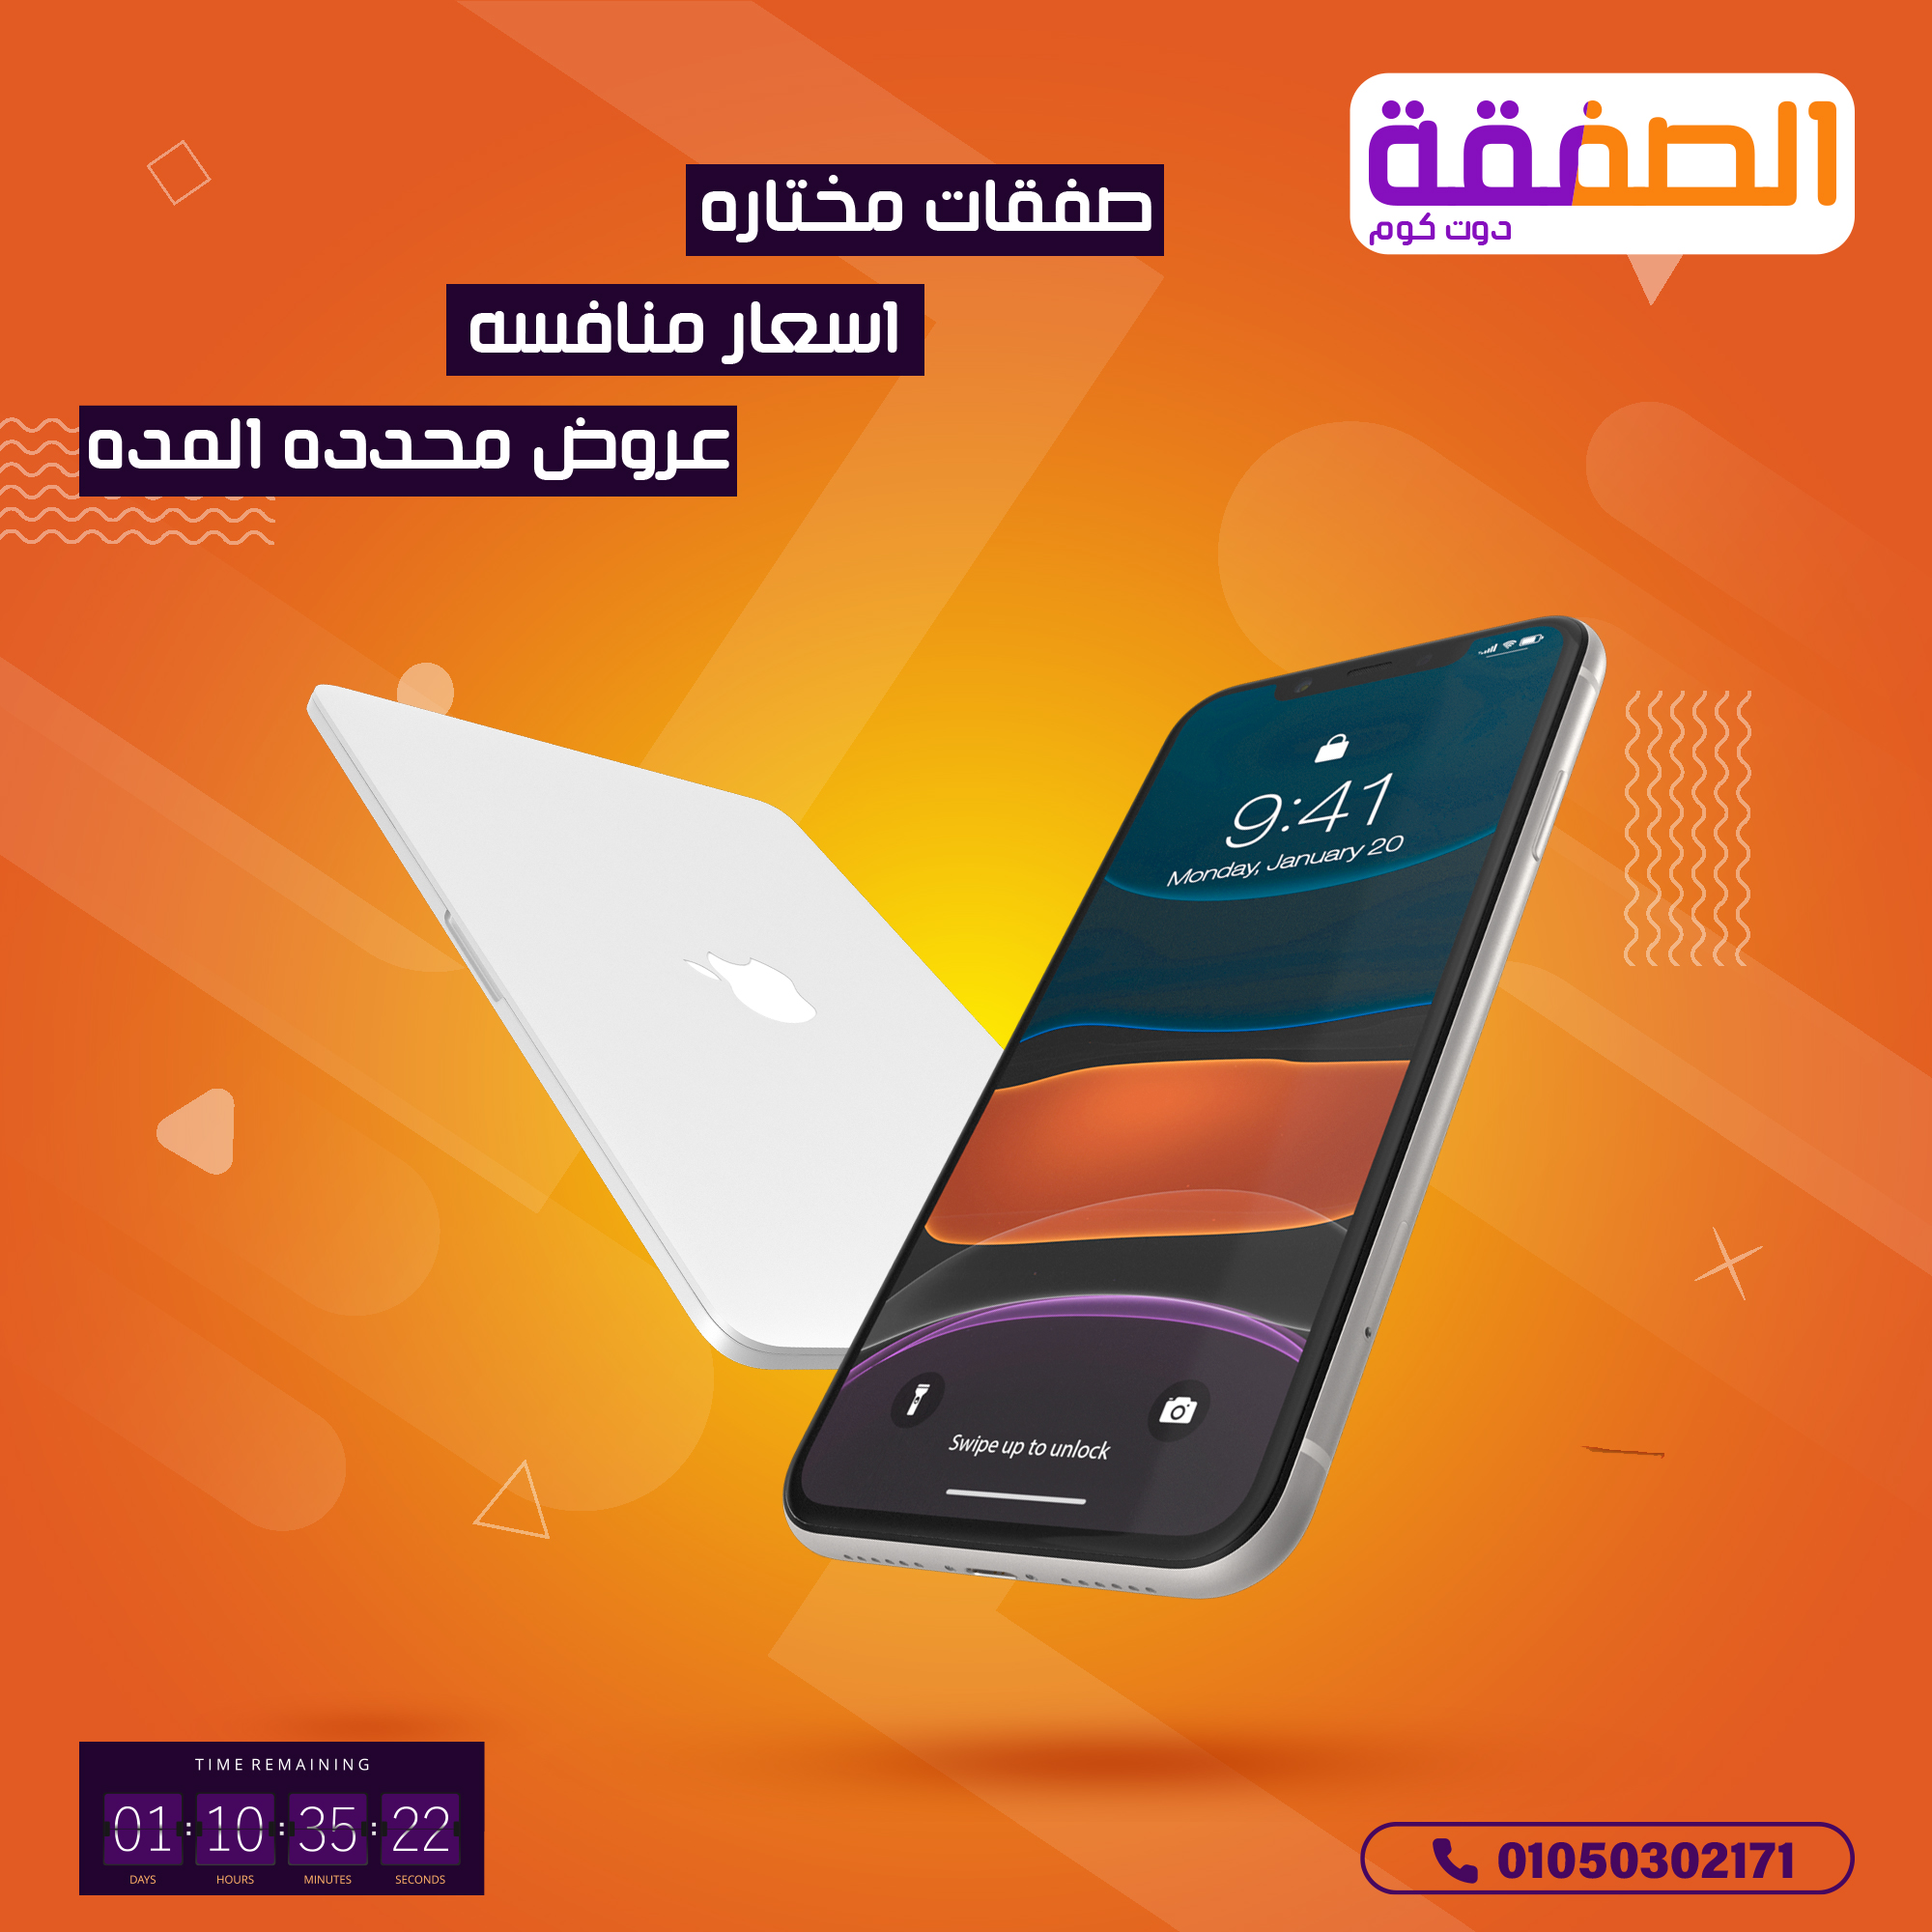 الصفقة
دوت كوم
صفقات مختاره
اسعار منافسه
عروض محدده المده
9:41
Monday, January 20
Swipe up to unlock
TIME REMAINING
01 : 10 : 35 : 22
DAYS HOURS MINUTES SECONDS
01050302171